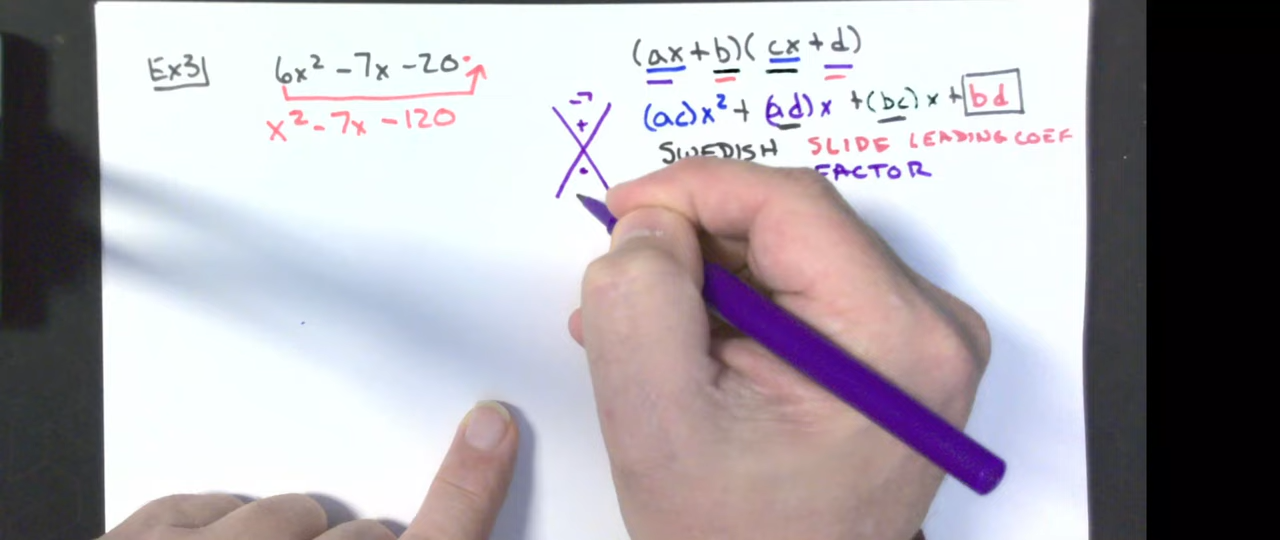 Ex3
6x² - 7x - 20
x² - 7x - 120
-7
+
·
(ax + b)(cx + d)
(ac)x² + (ad)x + (bc)x + bd
SWEDISH SLIDE LEADING COEF
FACTOR